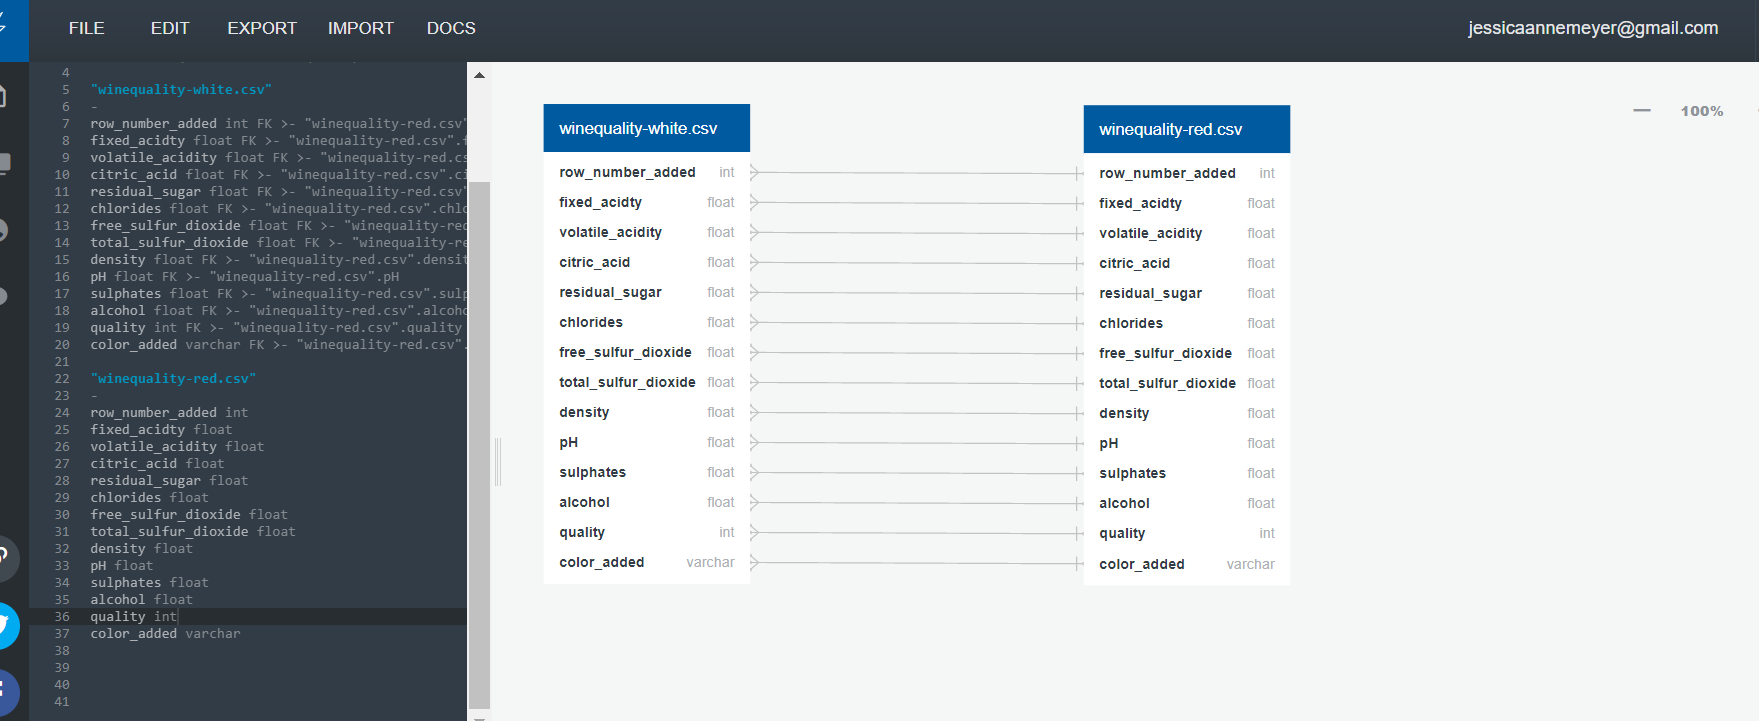 FILE EDIT EXPORT IMPORT DOCS jessicaannemeyer@gmail.com
4
5 "winequality-white.csv"
6 -
7 row_number_added int FK >- "winequality-red.csv"
8 fixed_acidty float FK >- "winequality-red.csv".f
9 volatile_acidity float FK >- "winequality-red.cs
10 citric_acid float FK >- "winequality-red.csv".ci
11 residual_sugar float FK >- "winequality-red.csv"
12 chlorides float FK >- "winequality-red.csv".chlo
13 free_sulfur_dioxide float FK >- "winequality-red
14 total_sulfur_dioxide float FK >- "winequality-re
15 density float FK >- "winequality-red.csv".densit
16 pH float FK >- "winequality-red.csv".pH
17 sulphates float FK >- "winequality-red.csv".sulp
18 alcohol float FK >- "winequality-red.csv".alcoho
19 quality int FK >- "winequality-red.csv".quality
20 color_added varchar FK >- "winequality-red.csv".
21
22 "winequality-red.csv"
23 -
24 row_number_added int
25 fixed_acidty float
26 volatile_acidity float
27 citric_acid float
28 residual_sugar float
29 chlorides float
30 free_sulfur_dioxide float
31 total_sulfur_dioxide float
32 density float
33 pH float
34 sulphates float
35 alcohol float
36 quality int
37 color_added varchar
38
39
40
41
winequality-white.csv
row_number_added int
fixed_acidty float
volatile_acidity float
citric_acid float
residual_sugar float
chlorides float
free_sulfur_dioxide float
total_sulfur_dioxide float
density float
pH float
sulphates float
alcohol float
quality int
color_added varchar
winequality-red.csv
row_number_added int
fixed_acidty float
volatile_acidity float
citric_acid float
residual_sugar float
chlorides float
free_sulfur_dioxide float
total_sulfur_dioxide float
density float
pH float
sulphates float
alcohol float
quality int
color_added varchar
— 100%